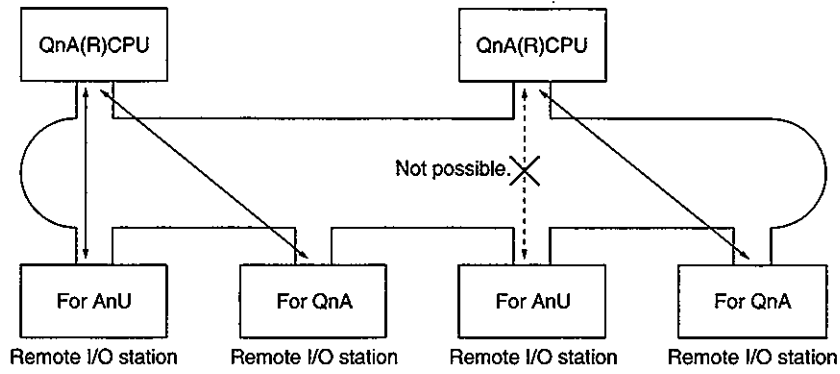 QnA(R)CPU
QnA(R)CPU
Not possible.
For AnU
For QnA
For AnU
For QnA
Remote I/O station
Remote I/O station
Remote I/O station
Remote I/O station